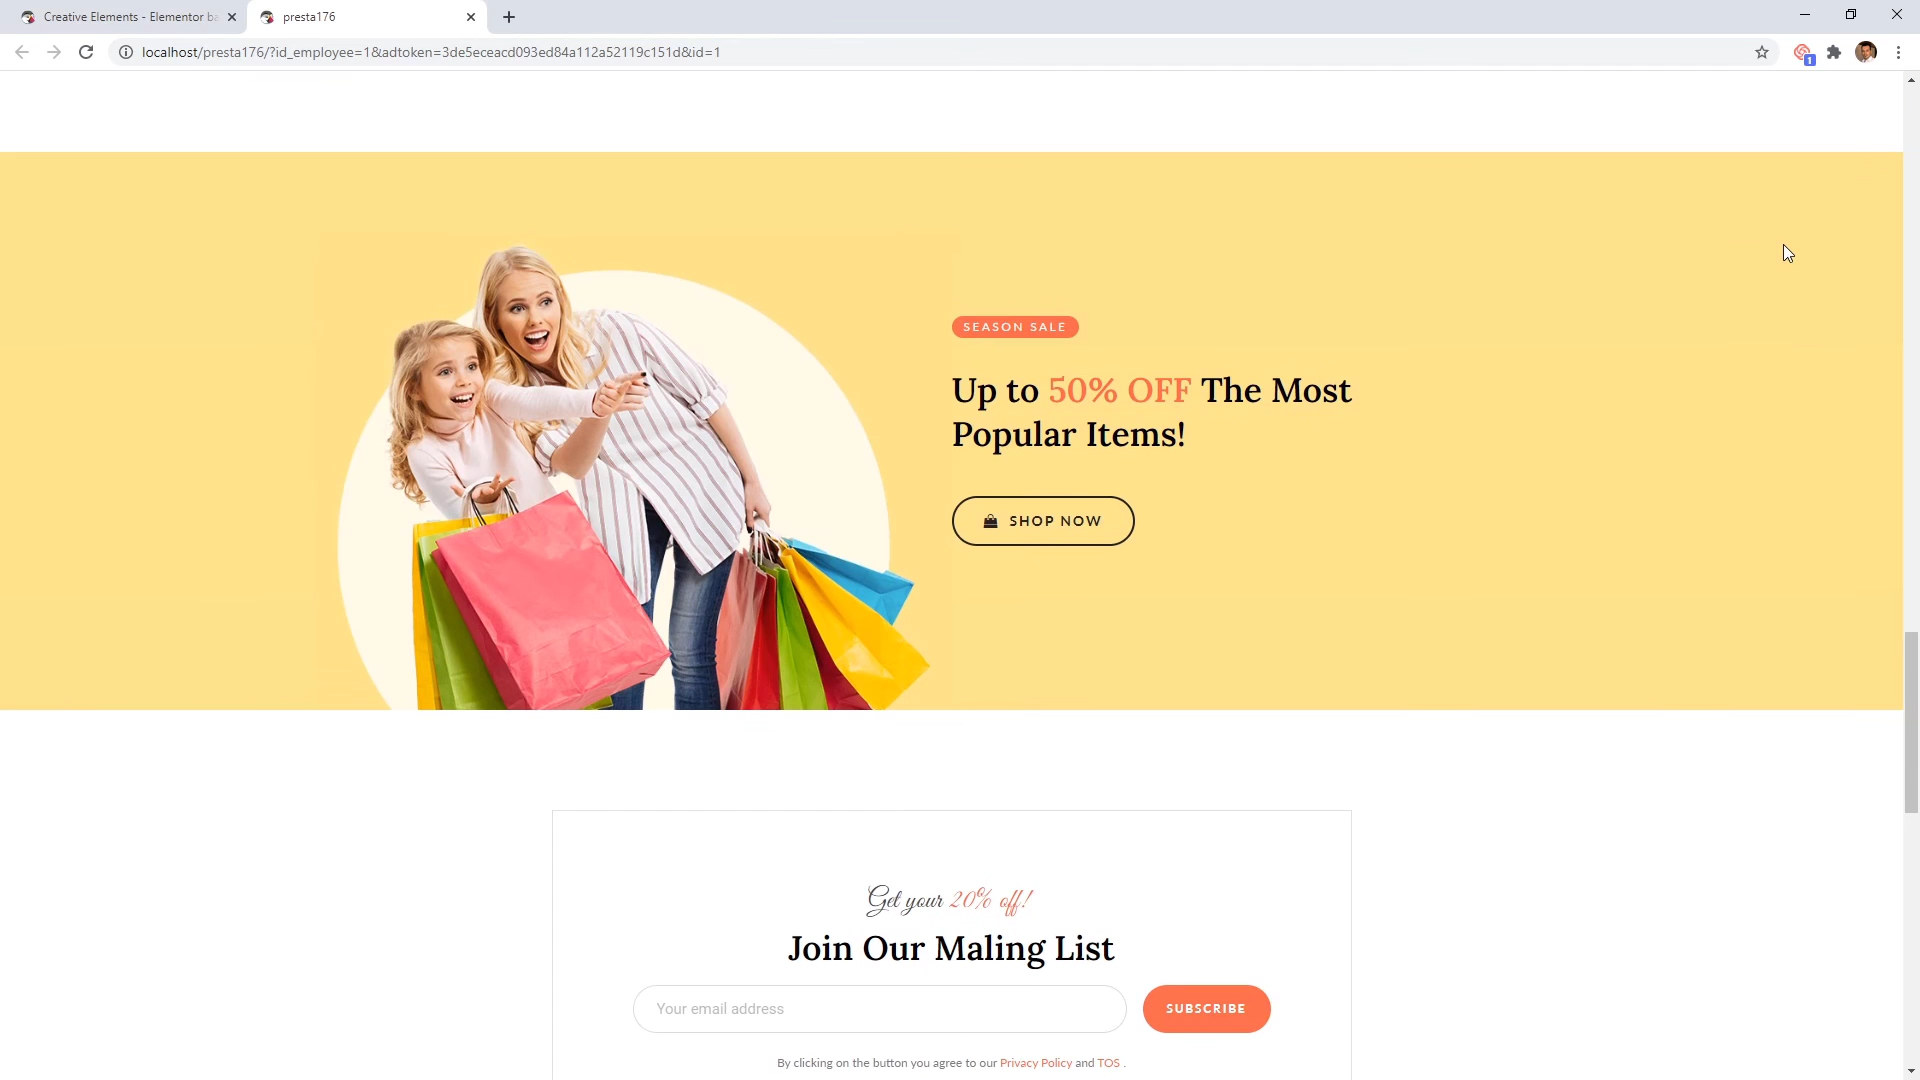 Creative Elements - Elementor ba
presta176
localhost/presta176/?id_employee=1&adtoken=3de5eceacd093ed84a112a52119c151d&id=1
1
SEASON SALE
Up to 50% OFF The Most
Popular Items!
SHOP NOW
Get your 20% off!
Join Our Maling List
Your email address
SUBSCRIBE
By clicking on the button you agree to our Privacy Policy and TOS .